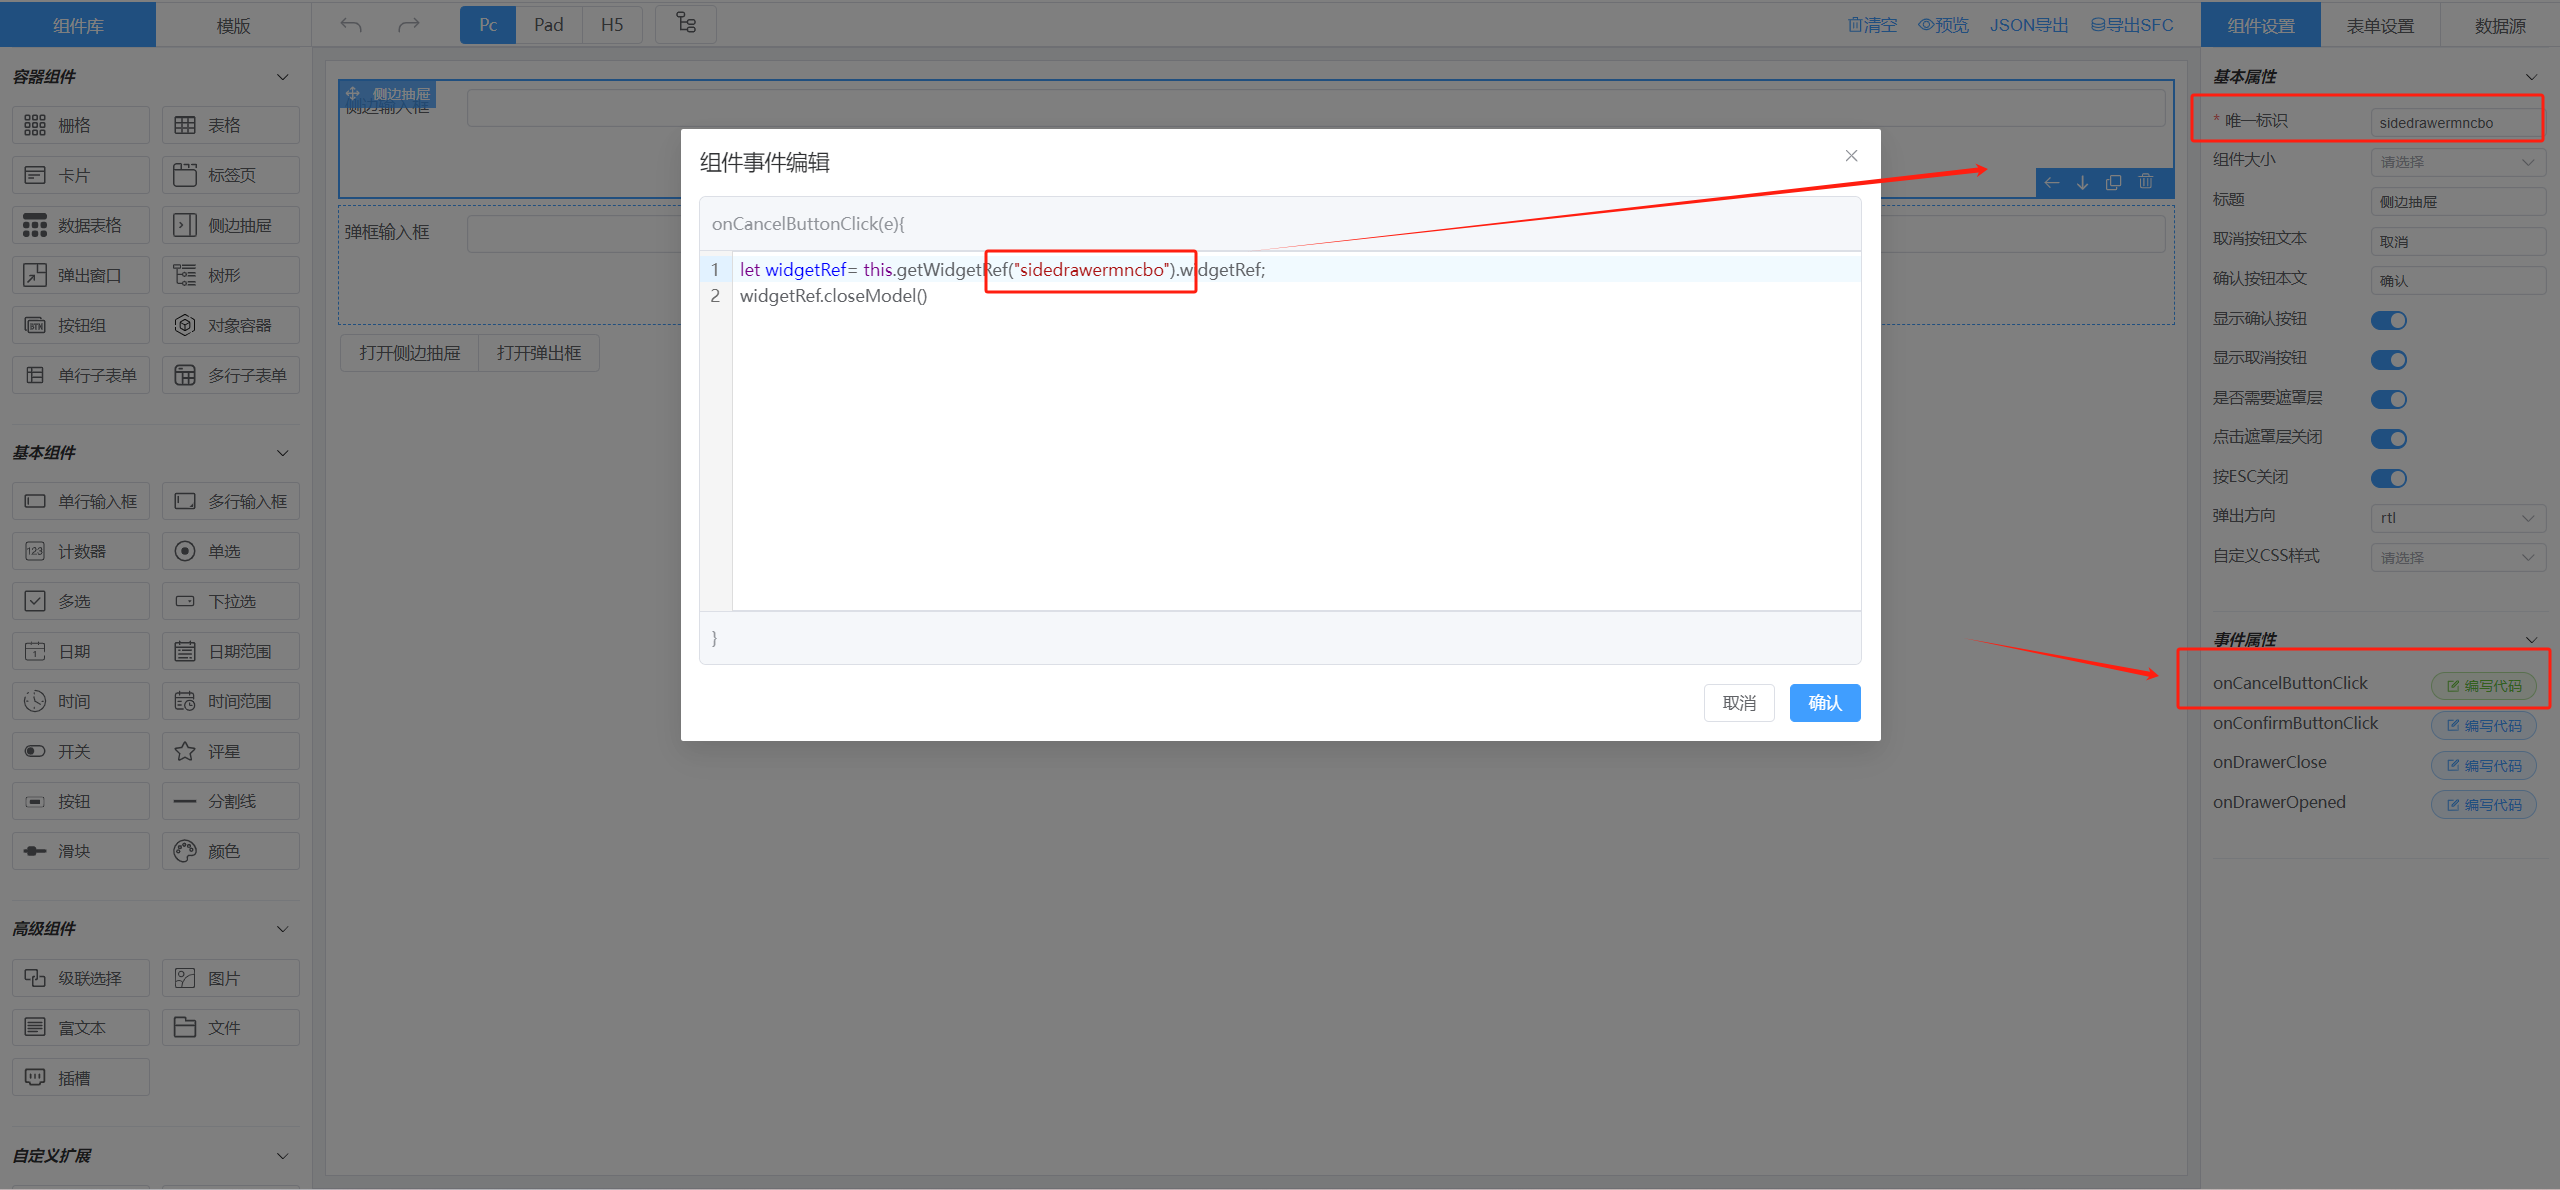 组件库
模版
Pc
Pad
H5
清空
预览
JSON导出
导出SFC
组件设置
表单设置
数据源
容器组件
栅格
表格
卡片
标签页
数据表格
侧边抽屉
弹出窗口
树形
按钮组
对象容器
单行子表单
多行子表单
基本组件
单行输入框
多行输入框
计数器
单选
多选
下拉选
日期
日期范围
时间
时间范围
开关
评星
按钮
分割线
滑块
颜色
高级组件
级联选择
图片
富文本
文件
插槽
自定义扩展
侧边抽屉
侧边输入框
弹框输入框
打开侧边抽屉
打开弹出框
组件事件编辑
onCancelButtonClick(e){
1 let widgetRef= this.getWidgetRef("sidedrawermncbo").widgetRef;
2 widgetRef.closeModel()
}
取消
确认
基本属性
* 唯一标识
sidedrawermncbo
组件大小
请选择
标题
侧边抽屉
取消按钮文本
取消
确认按钮本文
确认
显示确认按钮
显示取消按钮
是否需要遮罩层
点击遮罩层关闭
按ESC关闭
弹出方向
rtl
自定义CSS样式
请选择
事件属性
onCancelButtonClick
编写代码
onConfirmButtonClick
编写代码
onDrawerClose
编写代码
onDrawerOpened
编写代码